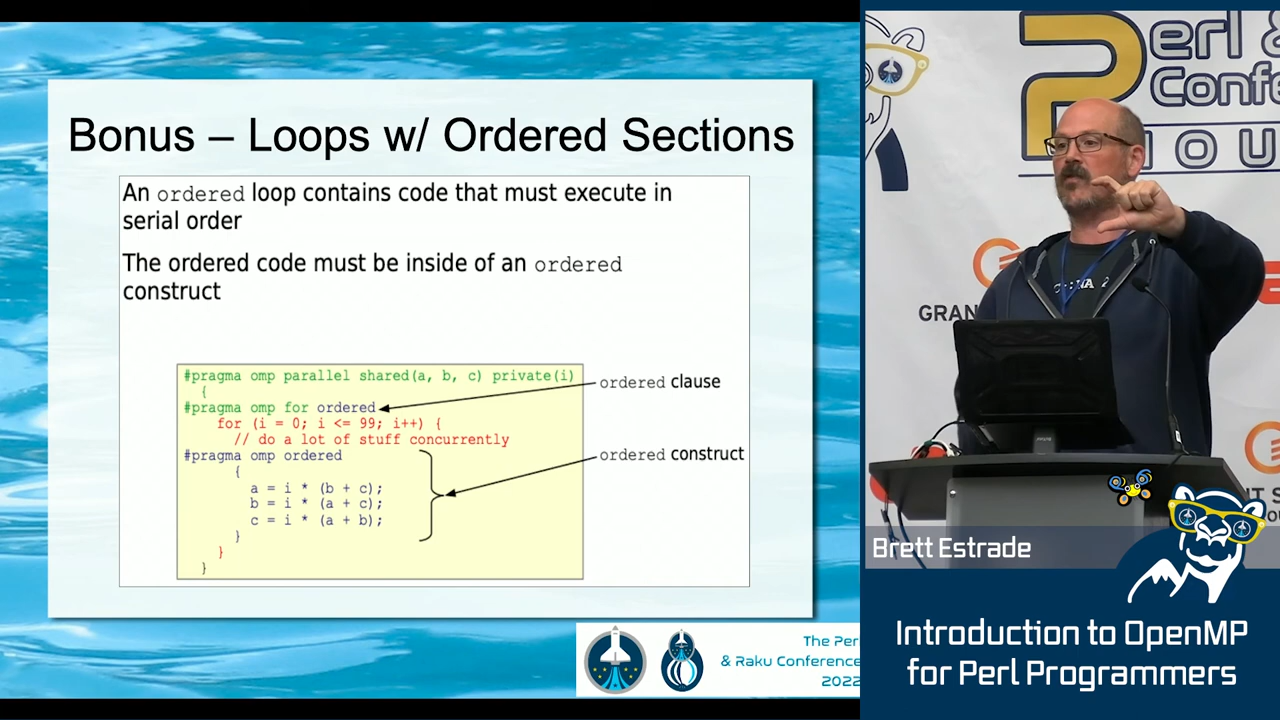 Bonus – Loops w/ Ordered Sections
An ordered loop contains code that must execute in
serial order
The ordered code must be inside of an ordered
construct
#pragma omp parallel shared(a, b, c) private(i)
{
#pragma omp for ordered
for (i = 0; i <= 99; i++) {
// do a lot of stuff concurrently
#pragma omp ordered
{
a = i * (b + c);
b = i * (a + c);
c = i * (a + b);
}
}
}
ordered clause
ordered construct
The Per
& Raku Conference
2022
Perl &
Confe
HOU
GRAN
Brett Estrade
Introduction to OpenMP
for Perl Programmers